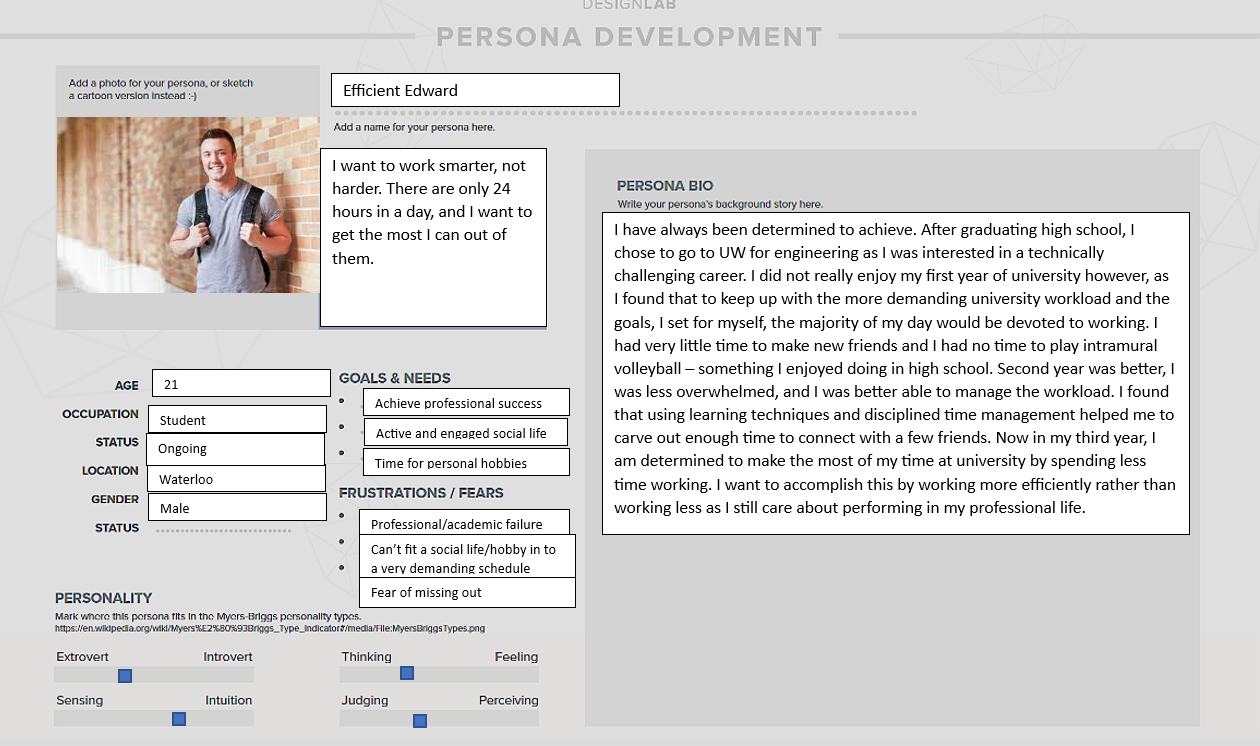 DESIGNLAB
PERSONA DEVELOPMENT
Add a photo for your persona, or sketch
a cartoon version instead :-)
Efficient Edward
Add a name for your persona here.
I want to work smarter, not
harder. There are only 24
hours in a day, and I want to
get the most I can out of
them.
AGE
21
OCCUPATION
Student
STATUS
Ongoing
LOCATION
Waterloo
GENDER
Male
STATUS
GOALS & NEEDS
Achieve professional success
Active and engaged social life
Time for personal hobbies
FRUSTRATIONS / FEARS
Professional/academic failure
Can't fit a social life/hobby in to
a very demanding schedule
Fear of missing out
PERSONALITY
Mark where this persona fits in the Myers-Briggs personality types.
https://en.wikipedia.org/wiki/Myers%E2%80%93Briggs_Type_Indicator#/media/File:MyersBriggsTypes.png
Extrovert Introvert
Thinking Feeling
Sensing Intuition
Judging Perceiving
PERSONA BIO
Write your persona's background story here.
I have always been determined to achieve. After graduating high school, I
chose to go to UW for engineering as I was interested in a technically
challenging career. I did not really enjoy my first year of university however, as
I found that to keep up with the more demanding university workload and the
goals, I set for myself, the majority of my day would be devoted to working. I
had very little time to make new friends and I had no time to play intramural
volleyball – something I enjoyed doing in high school. Second year was better, I
was less overwhelmed, and I was better able to manage the workload. I found
that using learning techniques and disciplined time management helped me to
carve out enough time to connect with a few friends. Now in my third year, I
am determined to make the most of my time at university by spending less
time working. I want to accomplish this by working more efficiently rather than
working less as I still care about performing in my professional life.